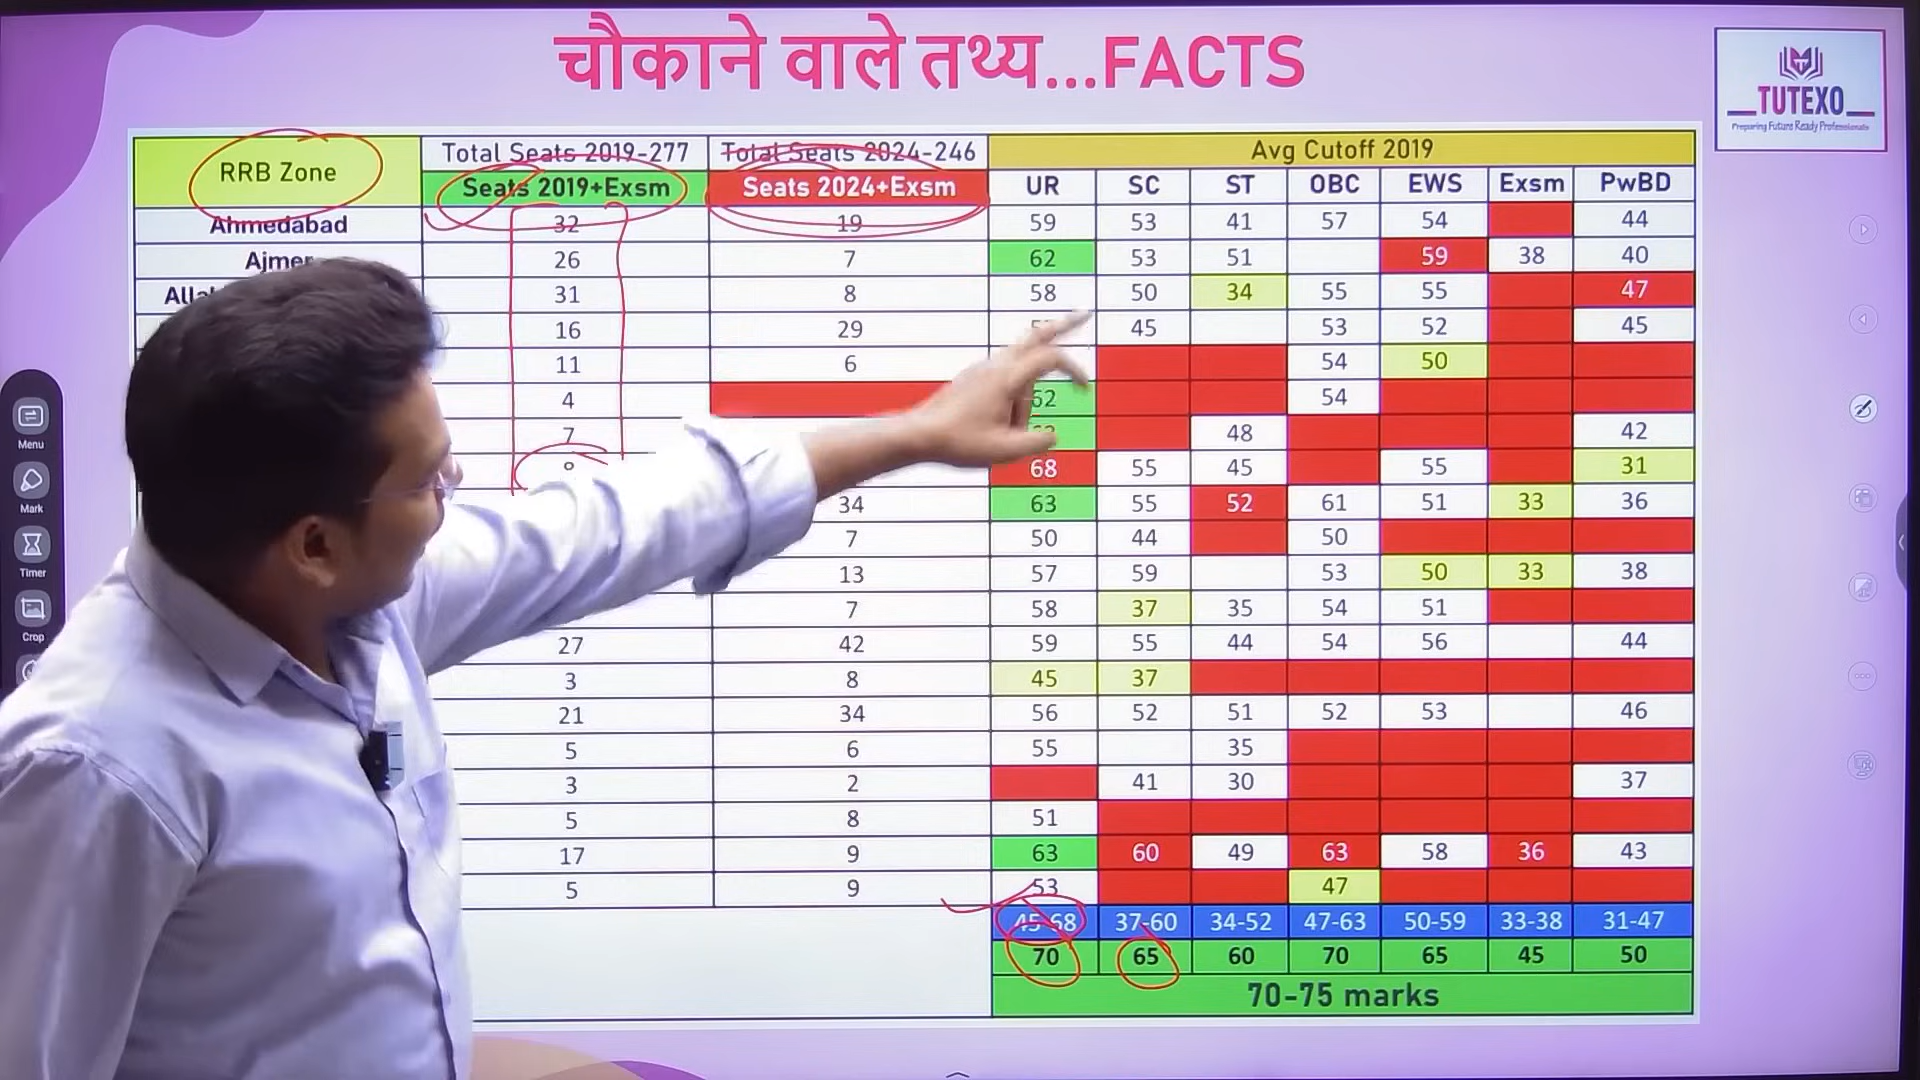 चौकाने वाले तथ्य...FACTS
TUTEXO
Preparing Future Ready Professionals
RRB Zone Total Seats 2019-277 Total Seats 2024-246 Avg Cutoff 2019
Seats 2019+Exsm Seats 2024+Exsm UR SC ST OBC EWS Exsm PwBD
Ahmedabad 32 19 59 53 41 57 54 44
Ajmer 26 7 62 53 51 59 38 40
31 8 58 50 34 55 55 47
16 29 45 53 52 45
11 6 54 50
4 62 54
7 48 42
68 55 45 55 31
34 63 55 52 61 51 33 36
7 50 44 50
13 57 59 53 50 33 38
7 58 37 35 54 51
27 42 59 55 44 54 56 44
3 8 45 37
21 34 56 52 51 52 53 46
5 6 55 35
3 2 41 30 37
5 8 51
17 9 63 60 49 63 58 36 43
5 9 53 47
45-68 37-60 34-52 47-63 50-59 33-38 31-47
70 65 60 70 65 45 50
70-75 marks
Menu
Mark
Timer
Crop